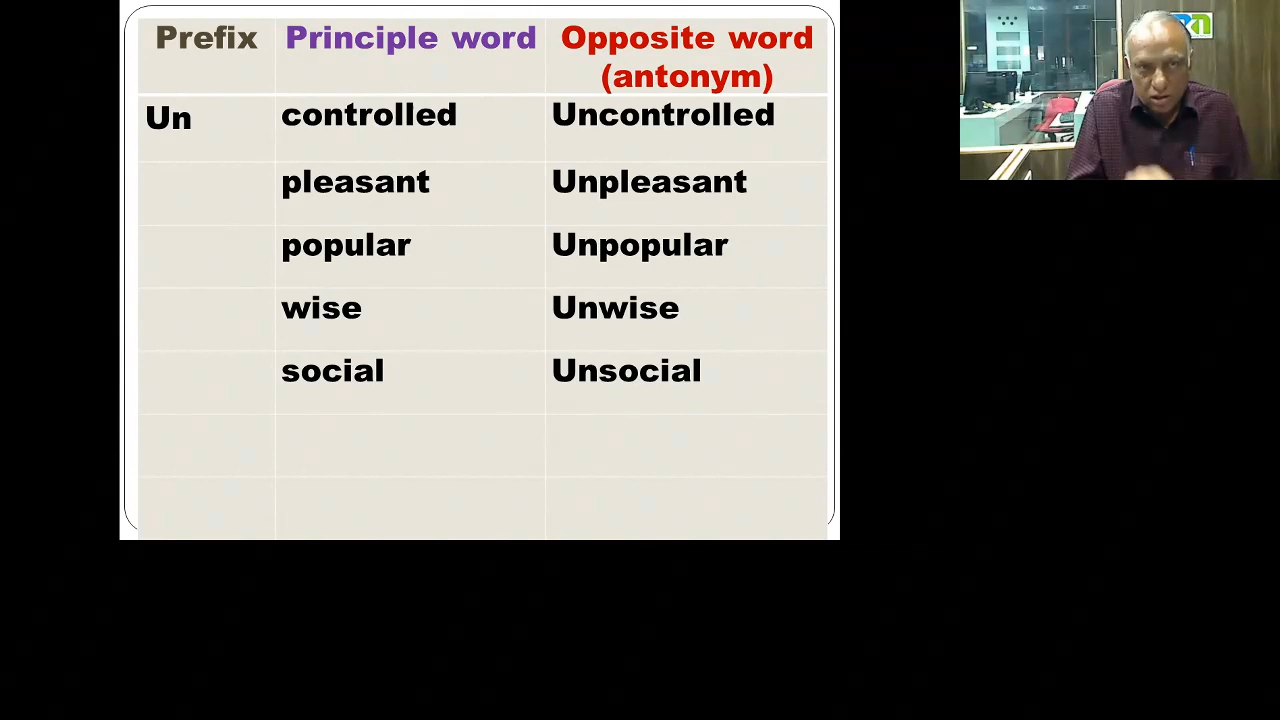 Prefix Principle word Opposite word
(antonym)
Un controlled Uncontrolled
pleasant Unpleasant
popular Unpopular
wise Unwise
social Unsocial